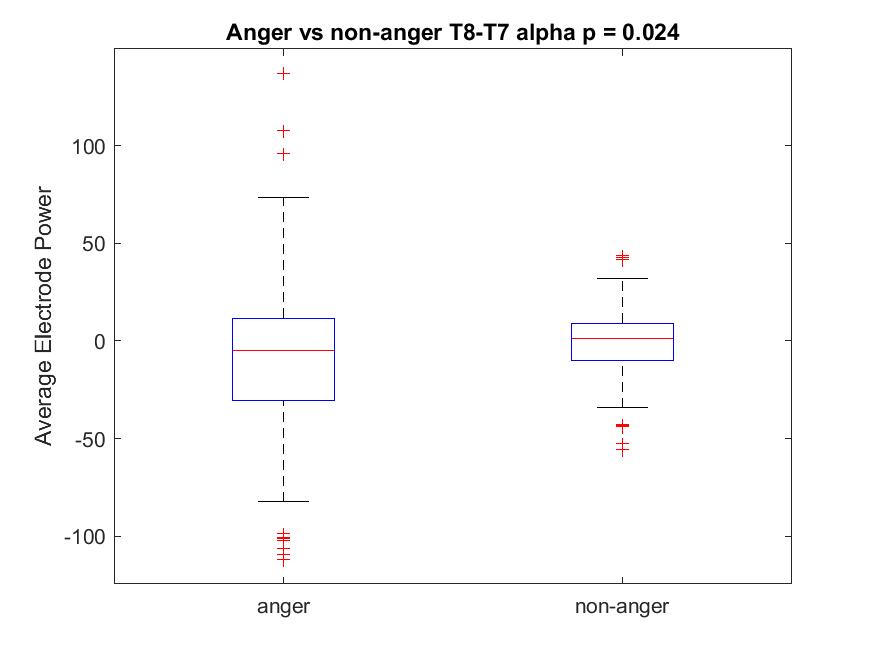 Anger vs non-anger T8-T7 alpha p = 0.024
Average Electrode Power
100
50
0
-50
-100
anger non-anger